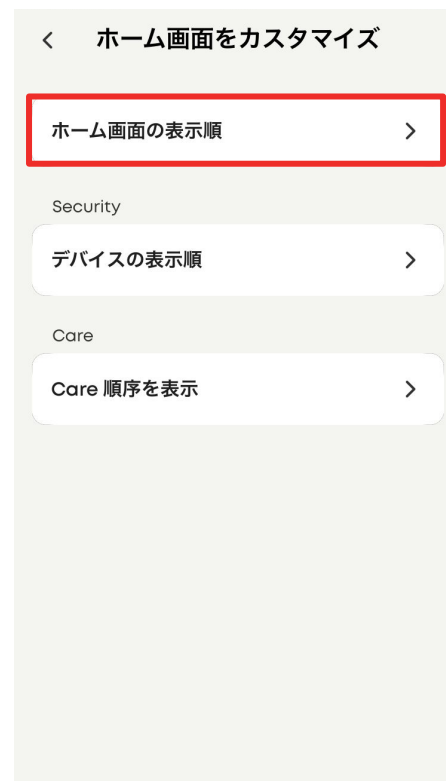 ホーム画面をカスタマイズ
ホーム画面の表示順
Security
デバイスの表示順
Care
Care 順序を表示